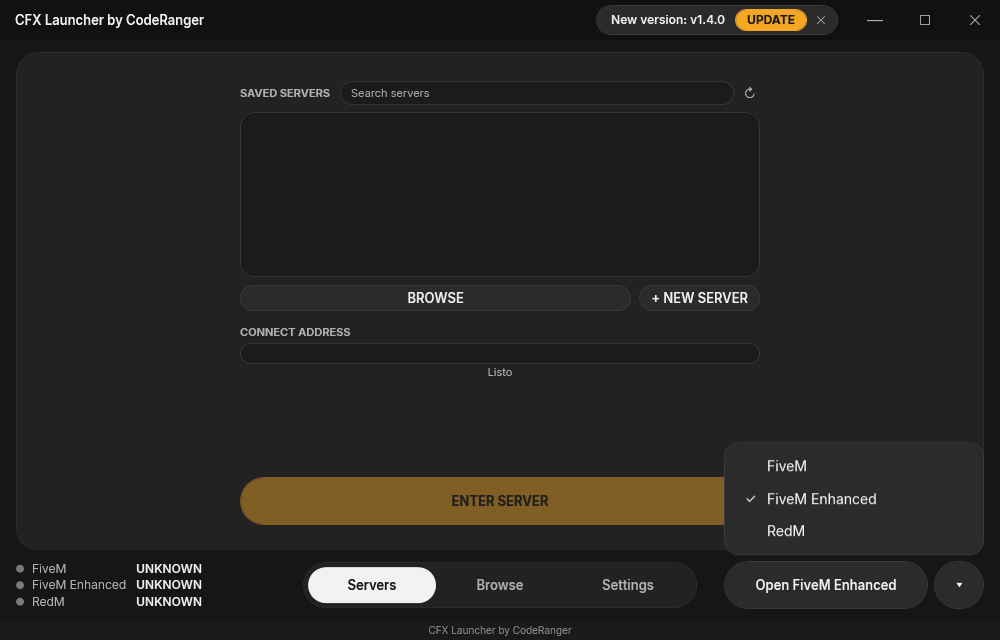 CFX Launcher by CodeRanger
New version: v1.4.0 UPDATE
SAVED SERVERS Search servers
BROWSE + NEW SERVER
CONNECT ADDRESS
Listo
ENTER SERVER
FiveM
FiveM Enhanced
RedM
FiveM UNKNOWN
FiveM Enhanced UNKNOWN
RedM UNKNOWN
Servers Browse Settings
Open FiveM Enhanced
CFX Launcher by CodeRanger